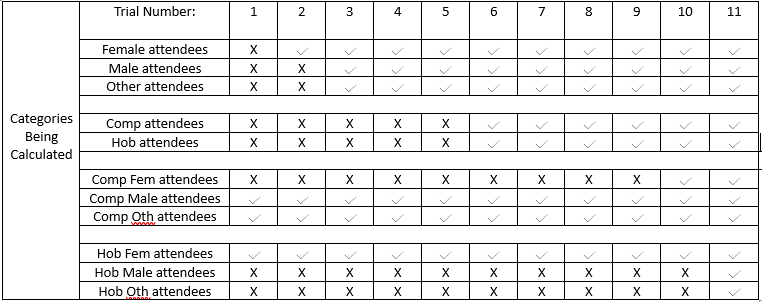 Trial Number: 1 2 3 4 5 6 7 8 9 10 11
Female attendees X ✓ ✓ ✓ ✓ ✓ ✓ ✓ ✓ ✓ ✓
Male attendees X X ✓ ✓ ✓ ✓ ✓ ✓ ✓ ✓ ✓
Other attendees X X ✓ ✓ ✓ ✓ ✓ ✓ ✓ ✓ ✓
Categories
Being
Calculated
Comp attendees X X X X X ✓ ✓ ✓ ✓ ✓ ✓
Hob attendees X X X X X ✓ ✓ ✓ ✓ ✓ ✓
Comp Fem attendees X X X X X X X X X ✓ ✓
Comp Male attendees ✓ ✓ ✓ ✓ ✓ ✓ ✓ ✓ ✓ ✓ ✓
Comp Oth attendees ✓ ✓ ✓ ✓ ✓ ✓ ✓ ✓ ✓ ✓ ✓
Hob Fem attendees ✓ ✓ ✓ ✓ ✓ ✓ ✓ ✓ ✓ ✓ ✓
Hob Male attendees X X X X X X X X X X ✓
Hob Oth attendees X X X X X X X X X X ✓